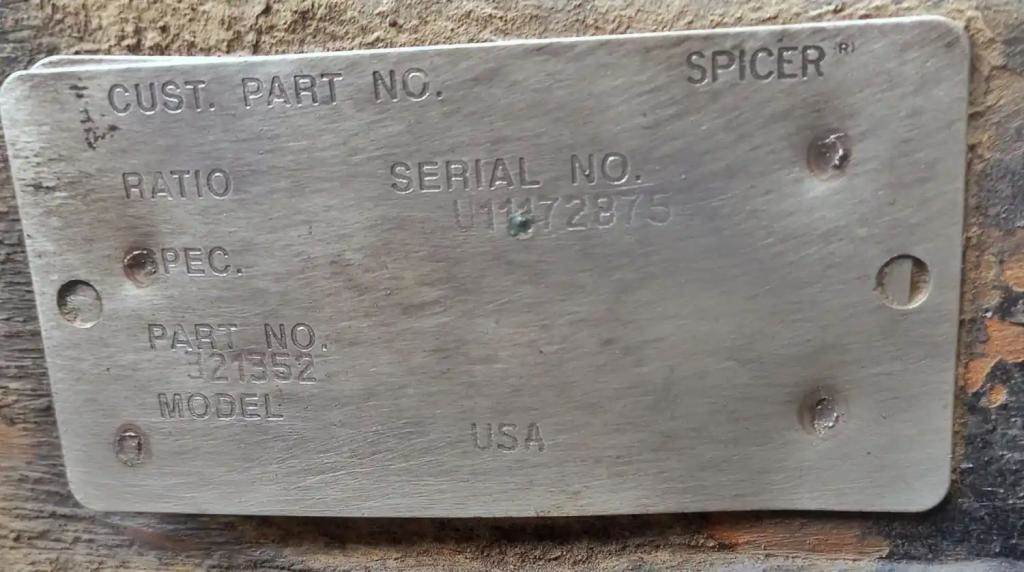 CUST. PART NO. SPICER (R)
RATIO SERIAL NO.
U11172875
SPEC.
PART NO.
321352
MODEL
USA